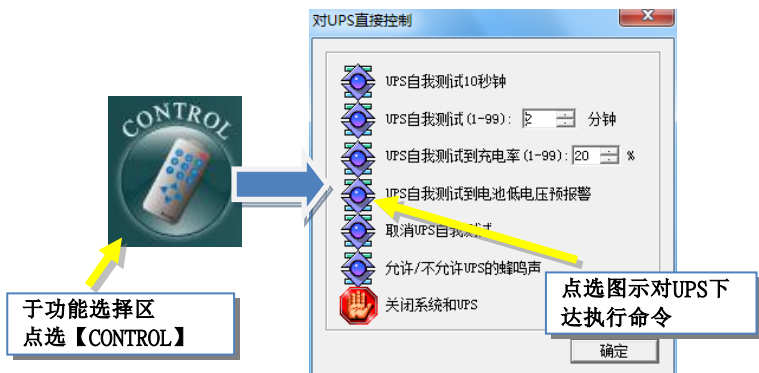 对UPS直接控制
UPS自我测试10秒钟
CONTROL
UPS自我测试(1-99): 2 分钟
UPS自我测试到充电率(1-99): 20 %
UPS自我测试到电池低电压预报警
取消UPS自我测试
允许/不允许UPS的蜂鸣声
关闭系统和UPS
确定
于功能选择区
点选【CONTROL】
点选图示对UPS下
达执行命令